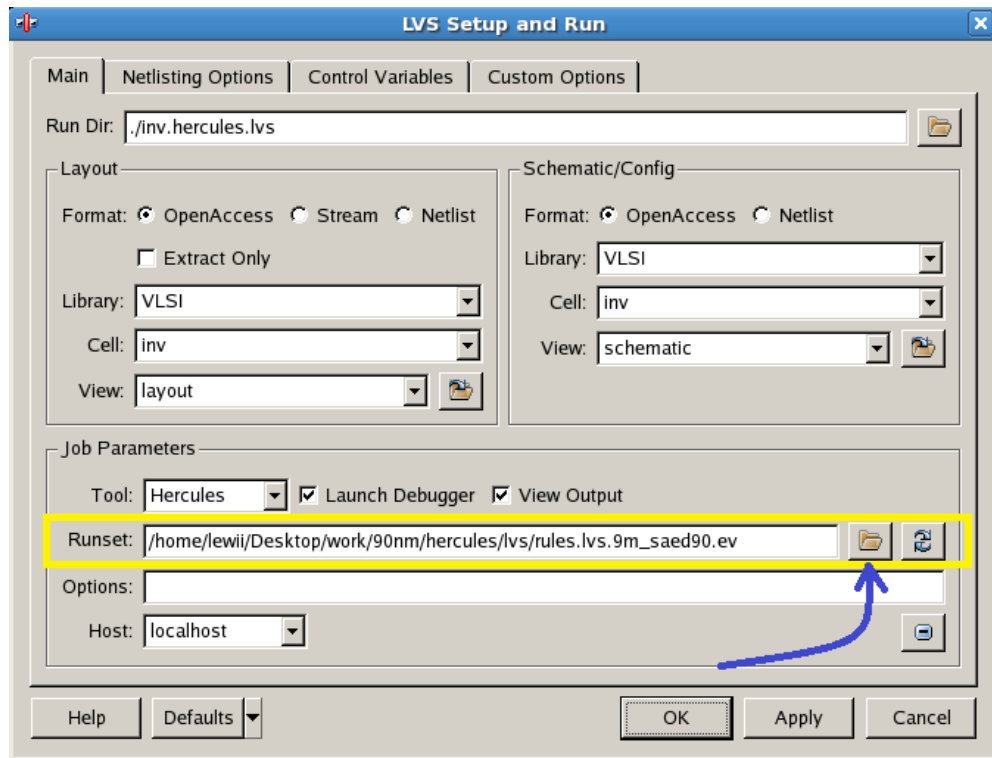 LVS Setup and Run
Main Netlisting Options Control Variables Custom Options
Run Dir: ./inv.hercules.lvs
Layout
Format: OpenAccess Stream Netlist
Extract Only
Library: VLSI
Cell: inv
View: layout
Schematic/Config
Format: OpenAccess Netlist
Library: VLSI
Cell: inv
View: schematic
Job Parameters
Tool: Hercules Launch Debugger View Output
Runset: /home/lewii/Desktop/work/90nm/hercules/lvs/rules.lvs.9m_saed90.ev
Options:
Host: localhost
Help Defaults OK Apply Cancel